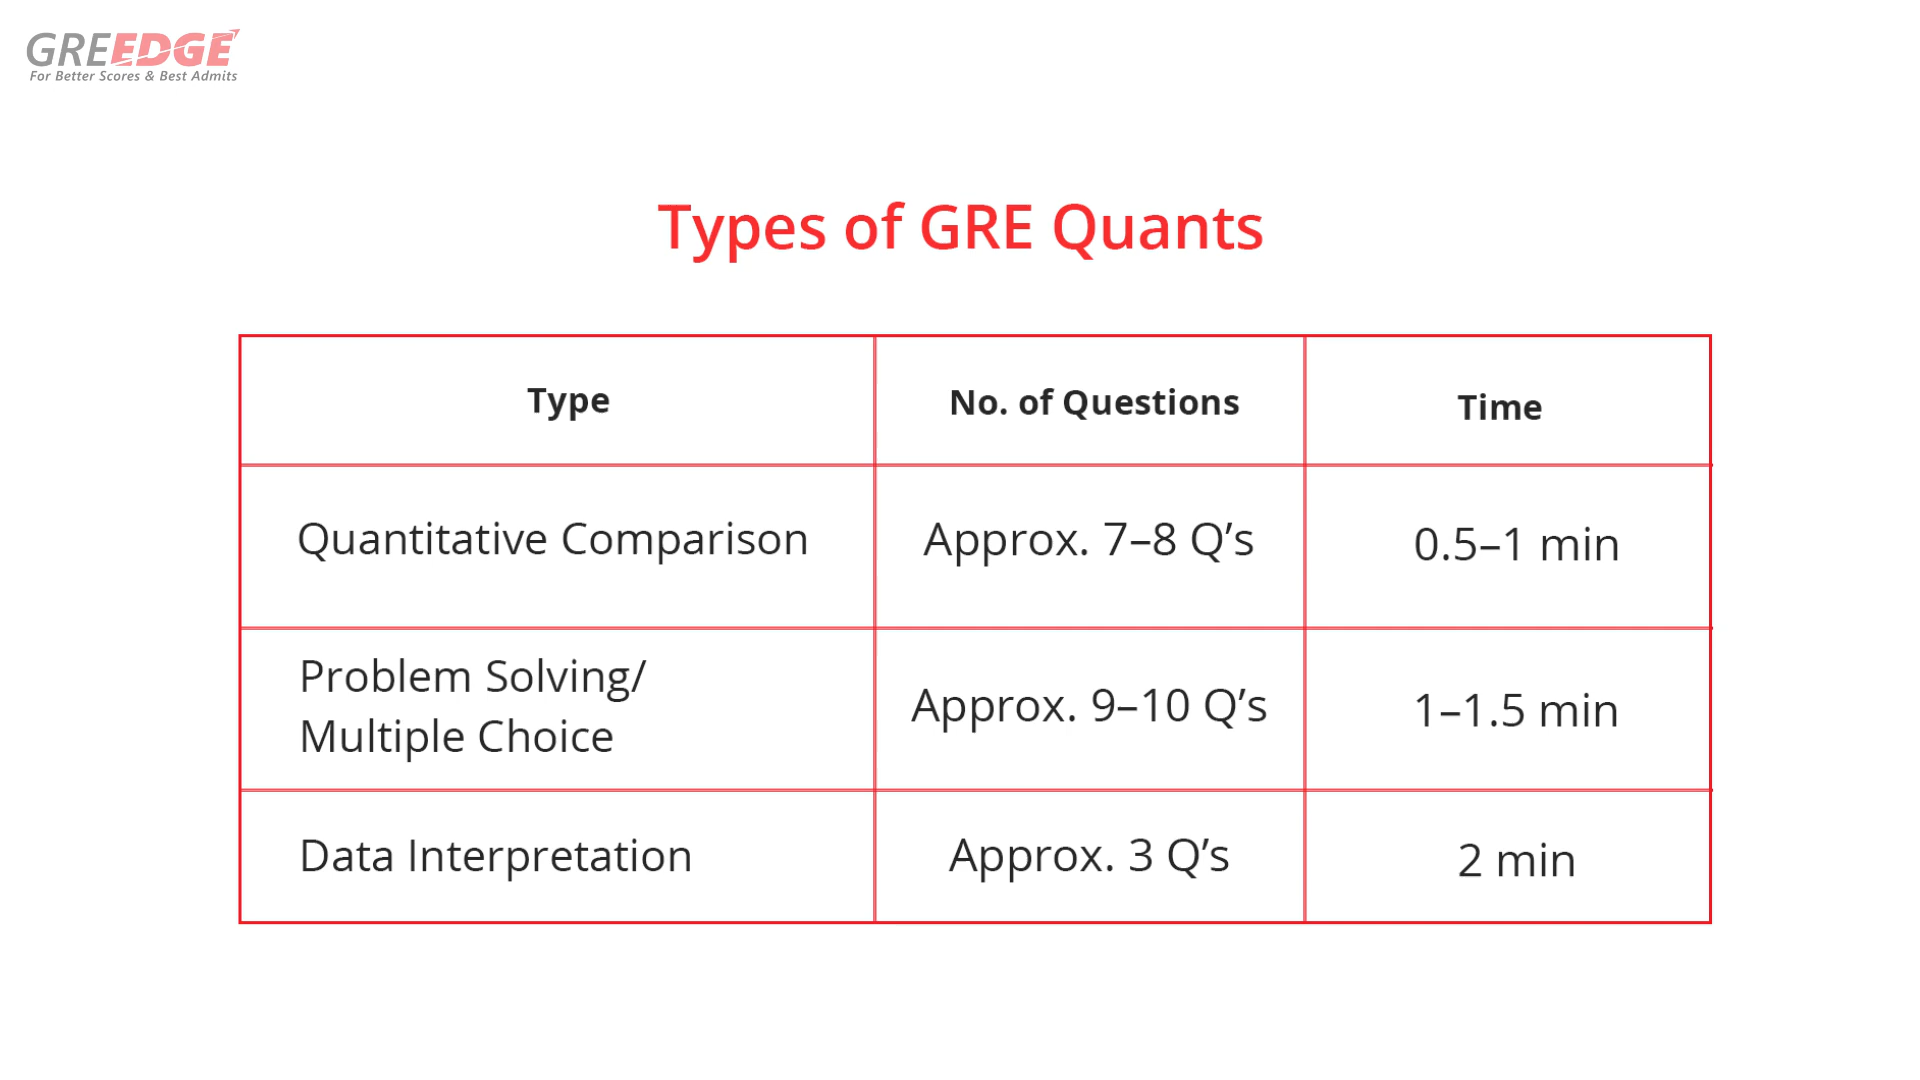 GREEDGE
For Better Scores & Best Admits
Types of GRE Quants
Type
No. of Questions
Time
Quantitative Comparison
Approx. 7–8 Q’s
0.5–1 min
Problem Solving/
Multiple Choice
Approx. 9–10 Q’s
1–1.5 min
Data Interpretation
Approx. 3 Q’s
2 min